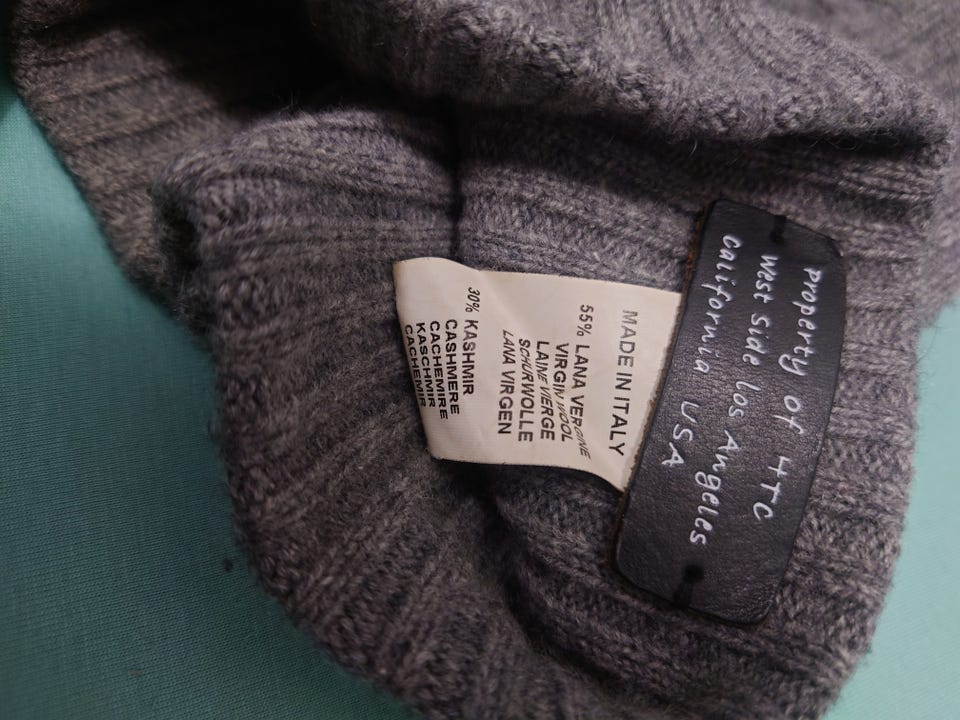 property of HTC
West Side Los Angeles
California USA
MADE IN ITALY
55% LANA VERGINE
VIRGIN WOOL
LAINE VIERGE
SCHURWOLLE
LANA VIRGEN
30% KASHMIR
CASHMERE
CACHEMIRE
KASCHMIR
CACHEMIR